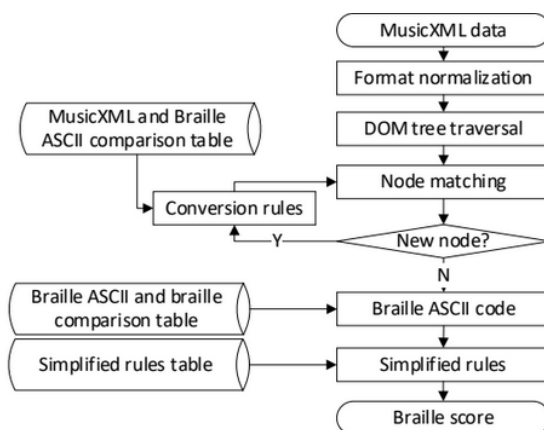 MusicXML data
Format normalization
MusicXML and Braille
ASCII comparison table
DOM tree traversal
Node matching
Conversion rules
Y
New node?
N
Braille ASCII and braille
comparison table
Braille ASCII code
Simplified rules table
Simplified rules
Braille score